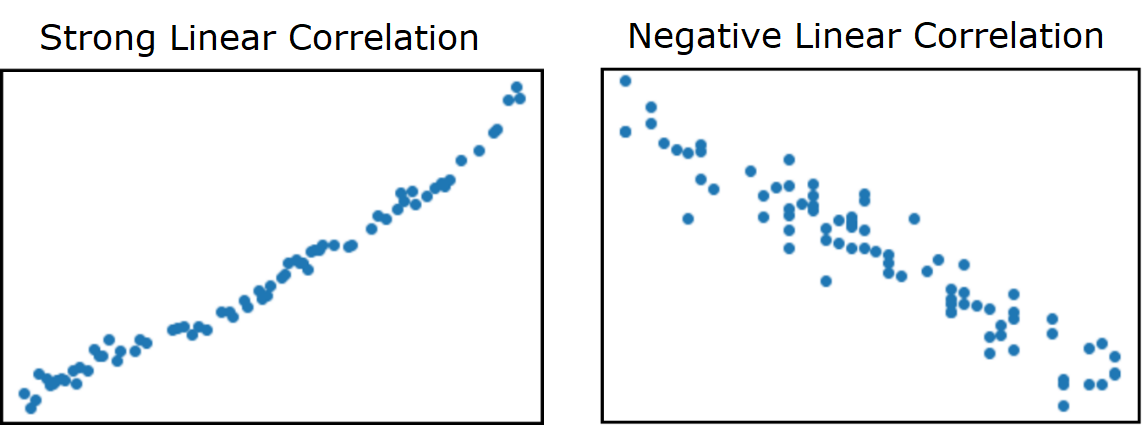 Strong Linear Correlation
Negative Linear Correlation